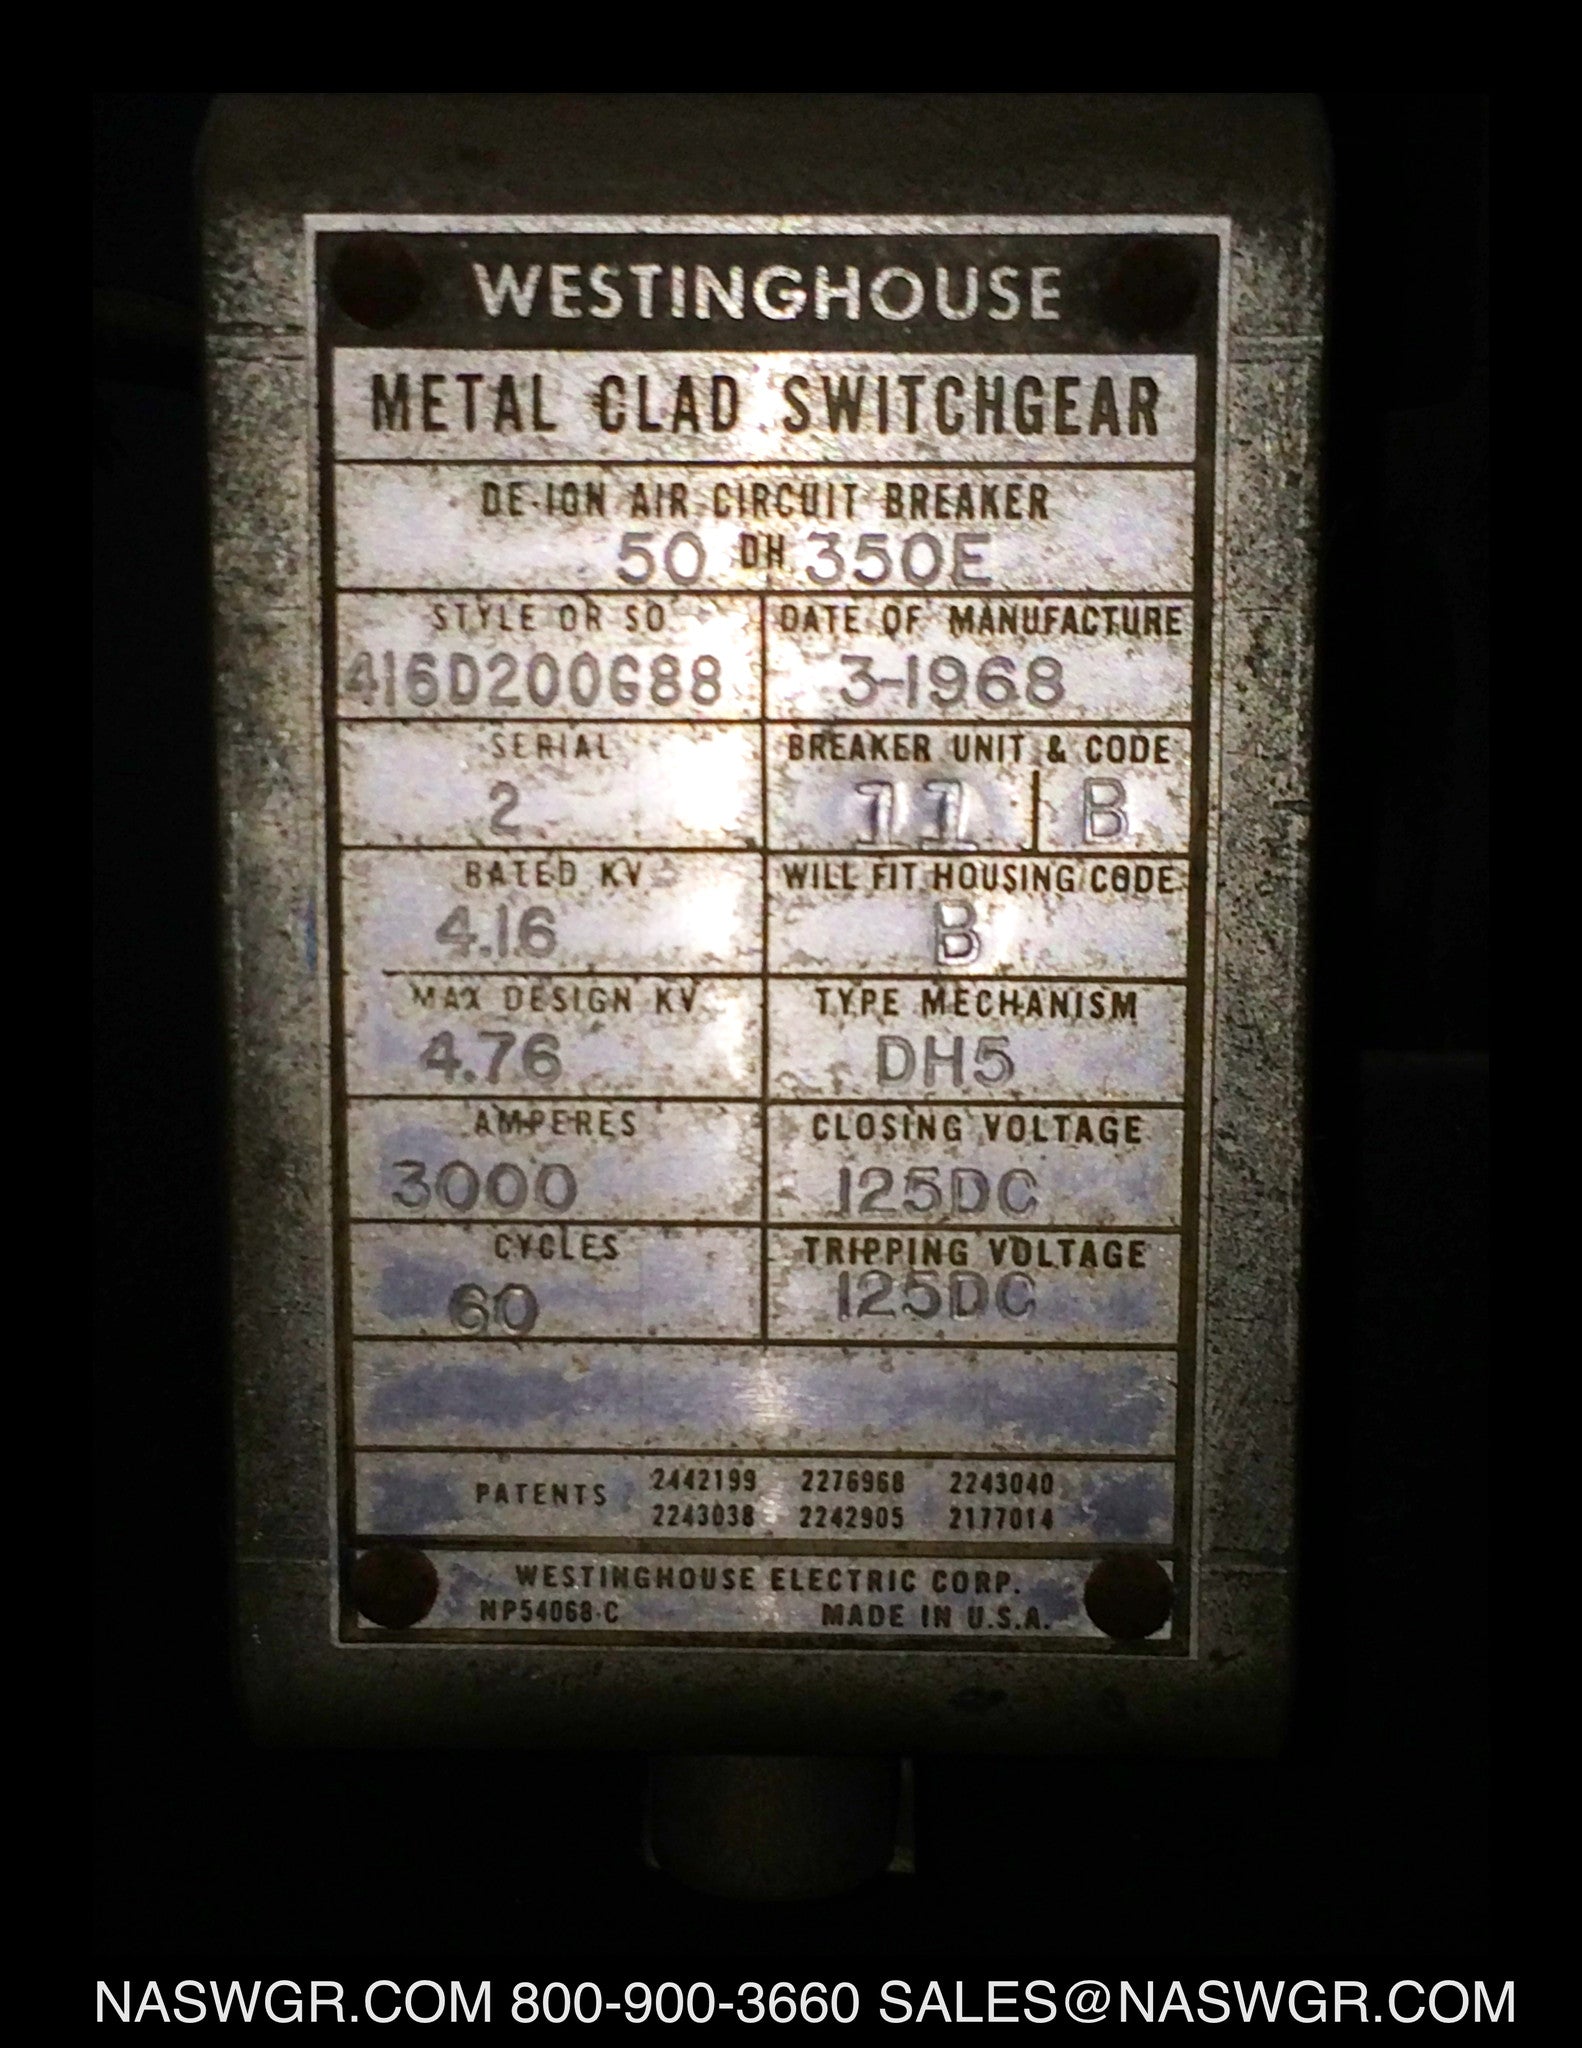 WESTINGHOUSE
METAL CLAD SWITCHGEAR
DE-ION AIR CIRCUIT BREAKER
50 DH 350E
STYLE OR SO DATE OF MANUFACTURE
416D200G88 3-1968
SERIAL BREAKER UNIT & CODE
2 11 B
RATED KV WILL FIT HOUSING CODE
4.16 B
MAX DESIGN KV TYPE MECHANISM
4.76 DH5
AMPERES CLOSING VOLTAGE
3000 125DC
CYCLES TRIPPING VOLTAGE
60 125DC
PATENTS 2442199 2276968 2243040
2243038 2242905 2177014
WESTINGHOUSE ELECTRIC CORP.
NP54068-C MADE IN U.S.A.
NASWGR.COM 800-900-3660 SALES@NASWGR.COM